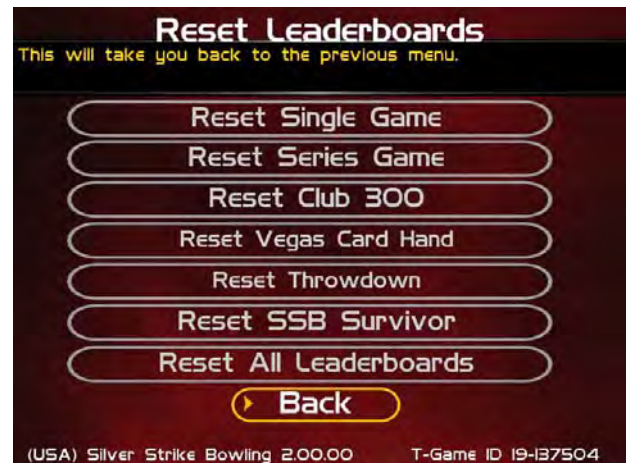 Reset Leaderboards
This will take you back to the previous menu.
Reset Single Game
Reset Series Game
Reset Club 300
Reset Vegas Card Hand
Reset Throwdown
Reset SSB Survivor
Reset All Leaderboards
Back
(USA) Silver Strike Bowling 2.00.00 T-Game ID 19-137504